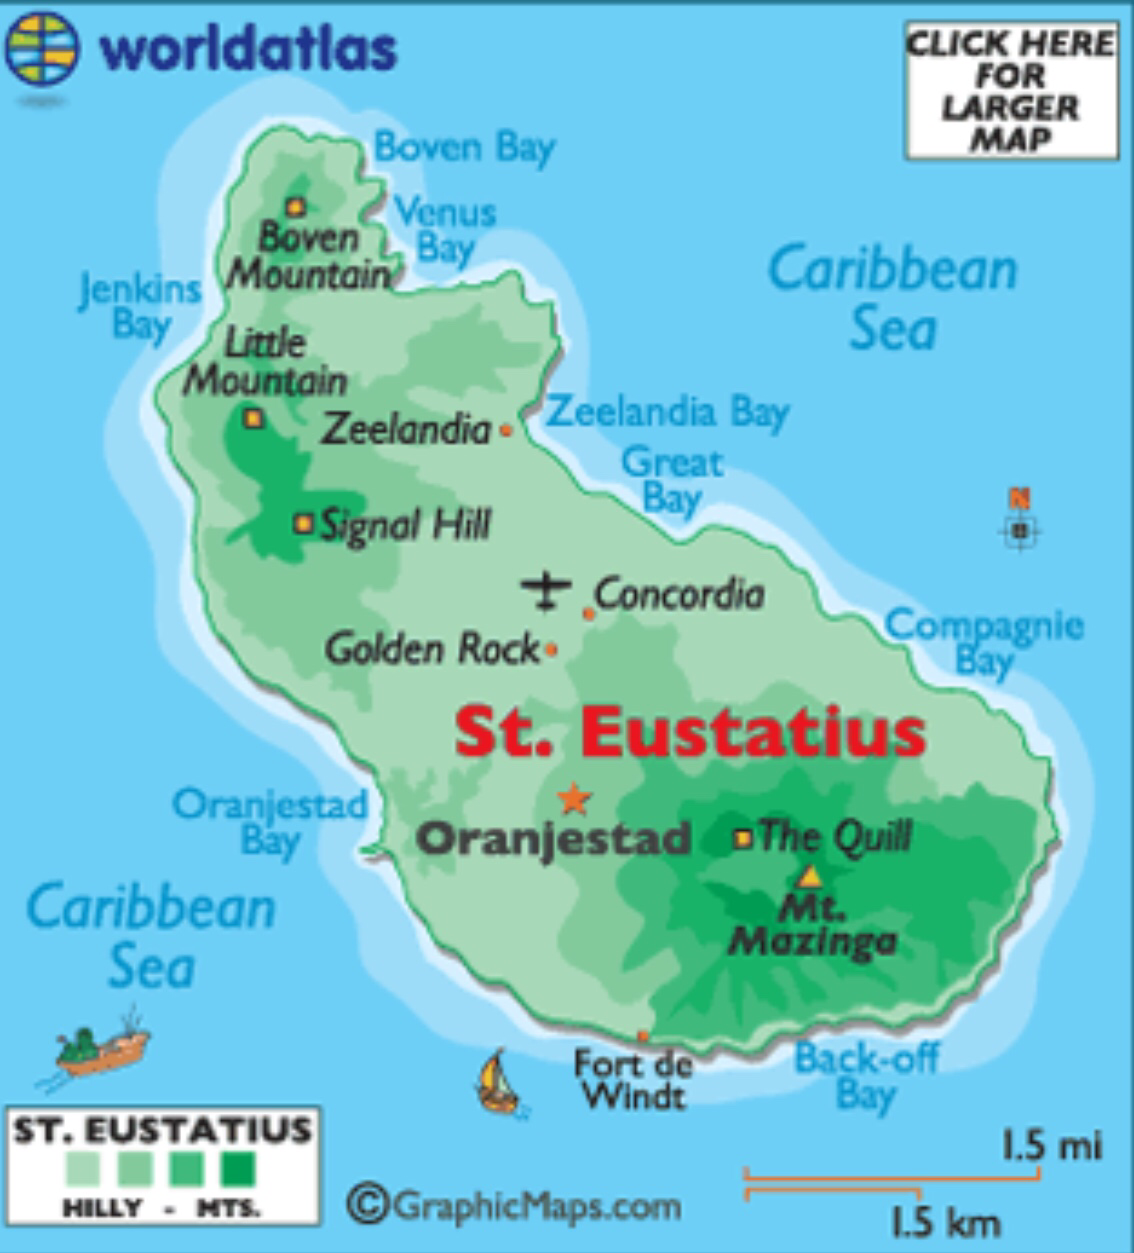 worldatlas
CLICK HERE
FOR
LARGER
MAP
Boven Bay
Venus
Bay
Boven
Mountain
Caribbean
Sea
Jenkins
Bay
Little
Mountain
Zeelandia
Zeelandia Bay
Great
Bay
N
Signal Hill
Concordia
Golden Rock
Compagnie
Bay
St. Eustatius
Oranjestad
Bay
Oranjestad
The Quill
Mt.
Mazinga
Caribbean
Sea
Fort de
Windt
Back-off
Bay
ST. EUSTATIUS
HILLY - MTS.
©GraphicMaps.com
1.5 mi
1.5 km